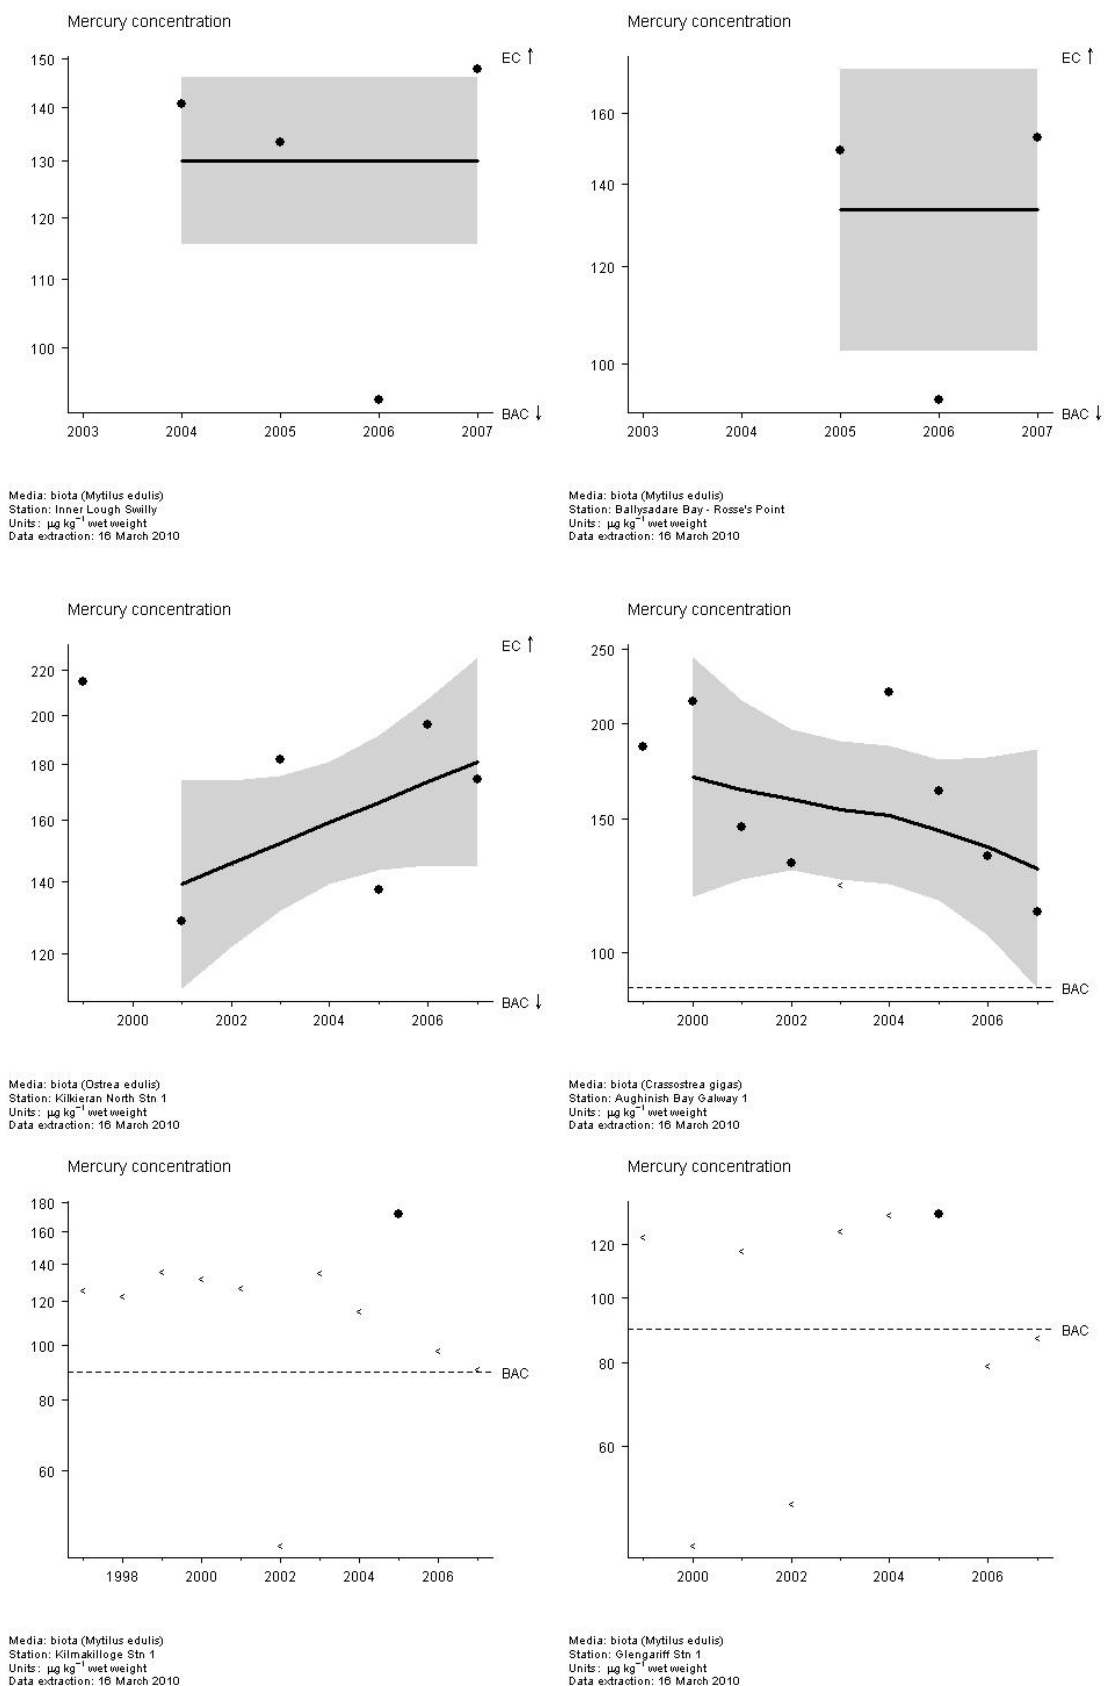 Mercury concentration
150
140
130
120
110
100
EC ↑
BAC ↓
2003 2004 2005 2006 2007
Media: biota (Mytilus edulis)
Station: Inner Lough Swilly
Units: µg kg⁻¹ wet weight
Data extraction: 16 March 2010
Mercury concentration
160
140
120
100
EC ↑
BAC ↓
2003 2004 2005 2006 2007
Media: biota (Mytilus edulis)
Station: Ballysadare Bay - Rosse's Point
Units: µg kg⁻¹ wet weight
Data extraction: 16 March 2010
Mercury concentration
220
200
180
160
140
120
EC ↑
BAC ↓
2000 2002 2004 2006
Media: biota (Ostrea edulis)
Station: Kilkieran North Stn 1
Units: µg kg⁻¹ wet weight
Data extraction: 16 March 2010
Mercury concentration
250
200
150
100
<
BAC
2000 2002 2004 2006
Media: biota (Crassostrea gigas)
Station: Aughinish Bay Galway 1
Units: µg kg⁻¹ wet weight
Data extraction: 16 March 2010
Mercury concentration
180
160
140
120
100
80
60
< < < < < < < < < <
BAC
1998 2000 2002 2004 2006
Media: biota (Mytilus edulis)
Station: Kilmakilloge Stn 1
Units: µg kg⁻¹ wet weight
Data extraction: 16 March 2010
Mercury concentration
120
100
80
60
< < < < < < < <
BAC
2000 2002 2004 2006
Media: biota (Mytilus edulis)
Station: Glengariff Stn 1
Units: µg kg⁻¹ wet weight
Data extraction: 16 March 2010